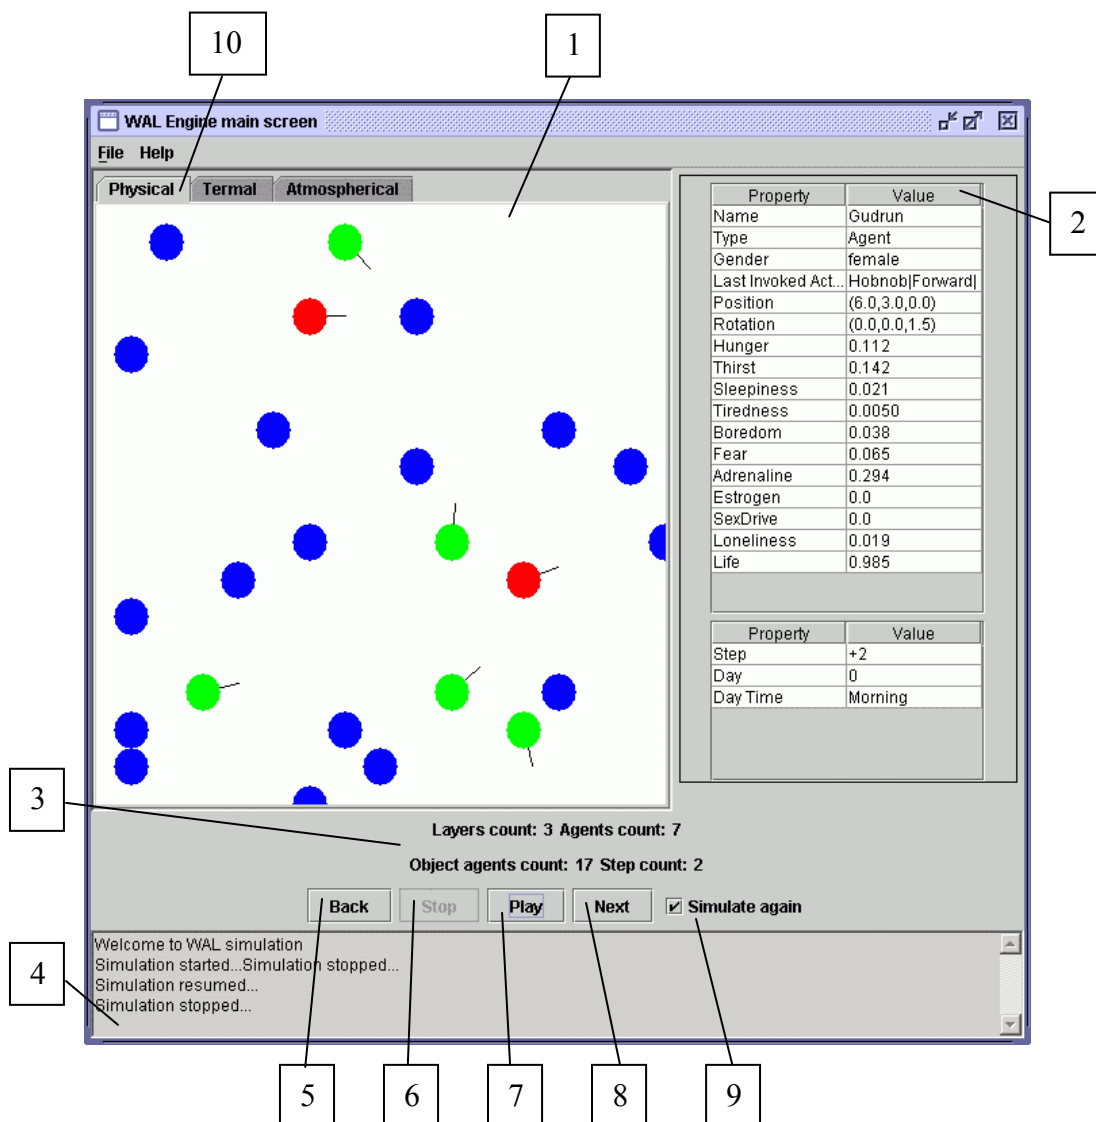 10
1
WAL Engine main screen
File Help
Physical Termal Atmospherical
Property Value
2
Name Gudrun
Type Agent
Gender female
Last Invoked Act... Hobnob|Forward|
Position (6.0,3.0,0.0)
Rotation (0.0,0.0,1.5)
Hunger 0.112
Thirst 0.142
Sleepiness 0.021
Tiredness 0.0050
Boredom 0.038
Fear 0.065
Adrenaline 0.294
Estrogen 0.0
SexDrive 0.0
Loneliness 0.019
Life 0.985
Property Value
Step +2
Day 0
Day Time Morning
3
Layers count: 3 Agents count: 7
Object agents count: 17 Step count: 2
Back Stop Play Next Simulate again
Welcome to WAL simulation
Simulation started...Simulation stopped...
4
Simulation resumed...
Simulation stopped...
5 6 7 8 9